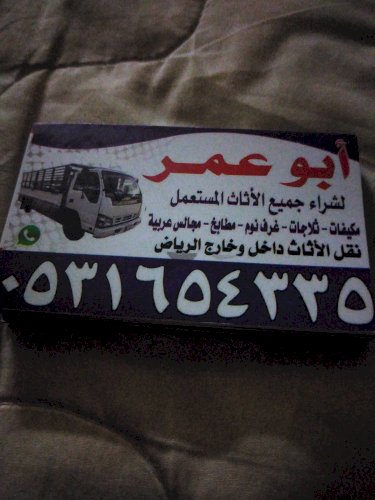 أبو عمر
لشراء جميع الأثاث المستعمل
مكيفات - ثلاجات - غرف نوم - مطابخ - مجالس عربية
نقل الأثاث داخل وخارج الرياض
٠٥٣١٦٥٤٣٣٥